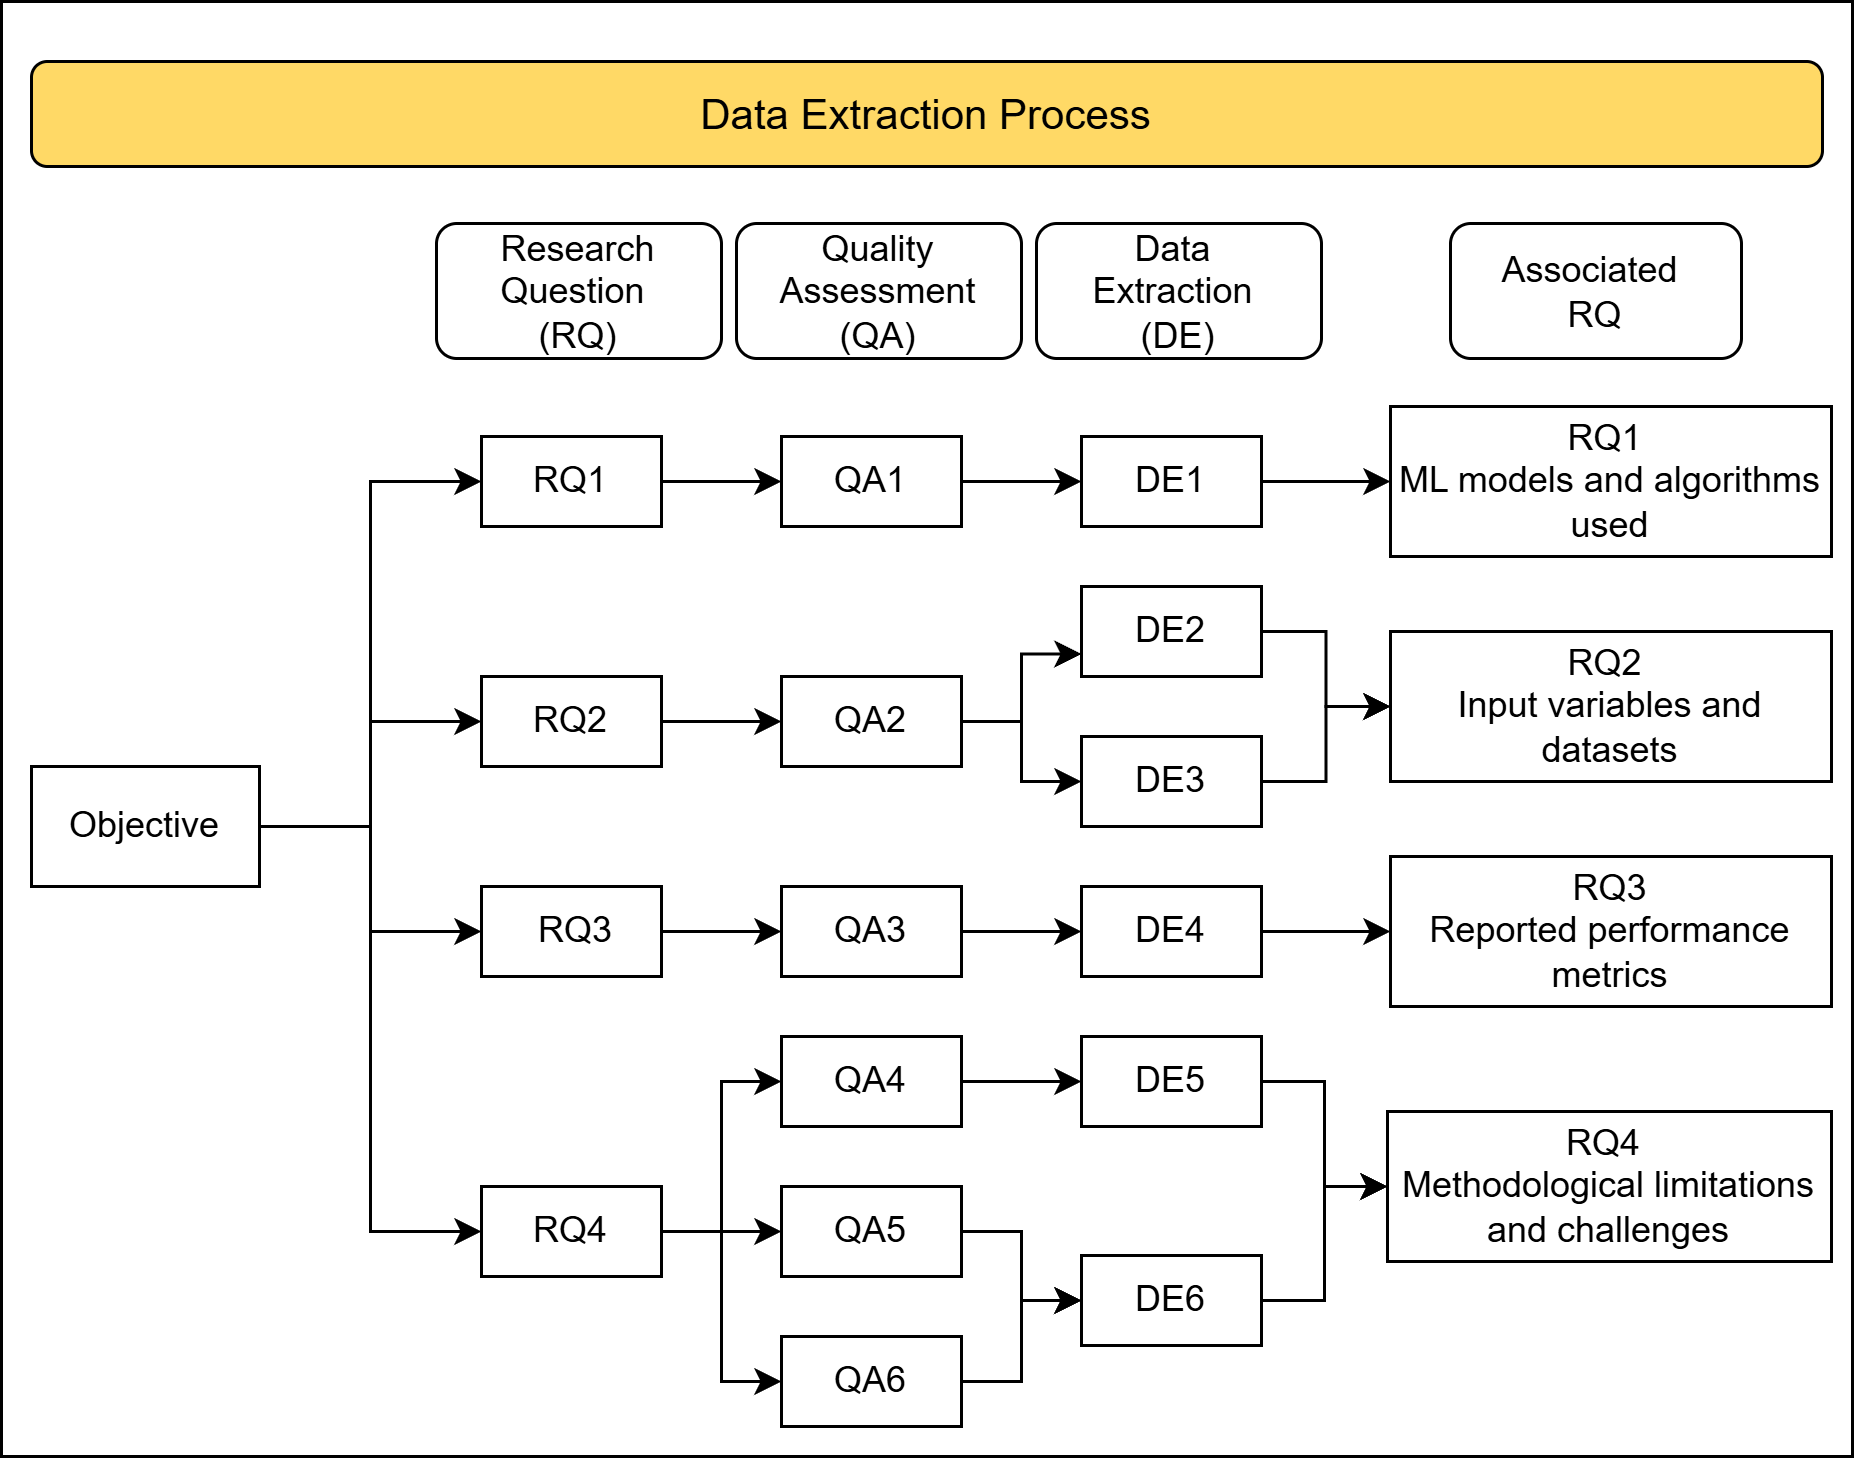 Data Extraction Process
Research
Question
(RQ)
Quality
Assessment
(QA)
Data
Extraction
(DE)
Associated
RQ
Objective
RQ1
QA1
DE1
RQ1
ML models and algorithms
used
RQ2
QA2
DE2
DE3
RQ2
Input variables and
datasets
RQ3
QA3
DE4
RQ3
Reported performance
metrics
RQ4
QA4
QA5
QA6
DE5
DE6
RQ4
Methodological limitations
and challenges